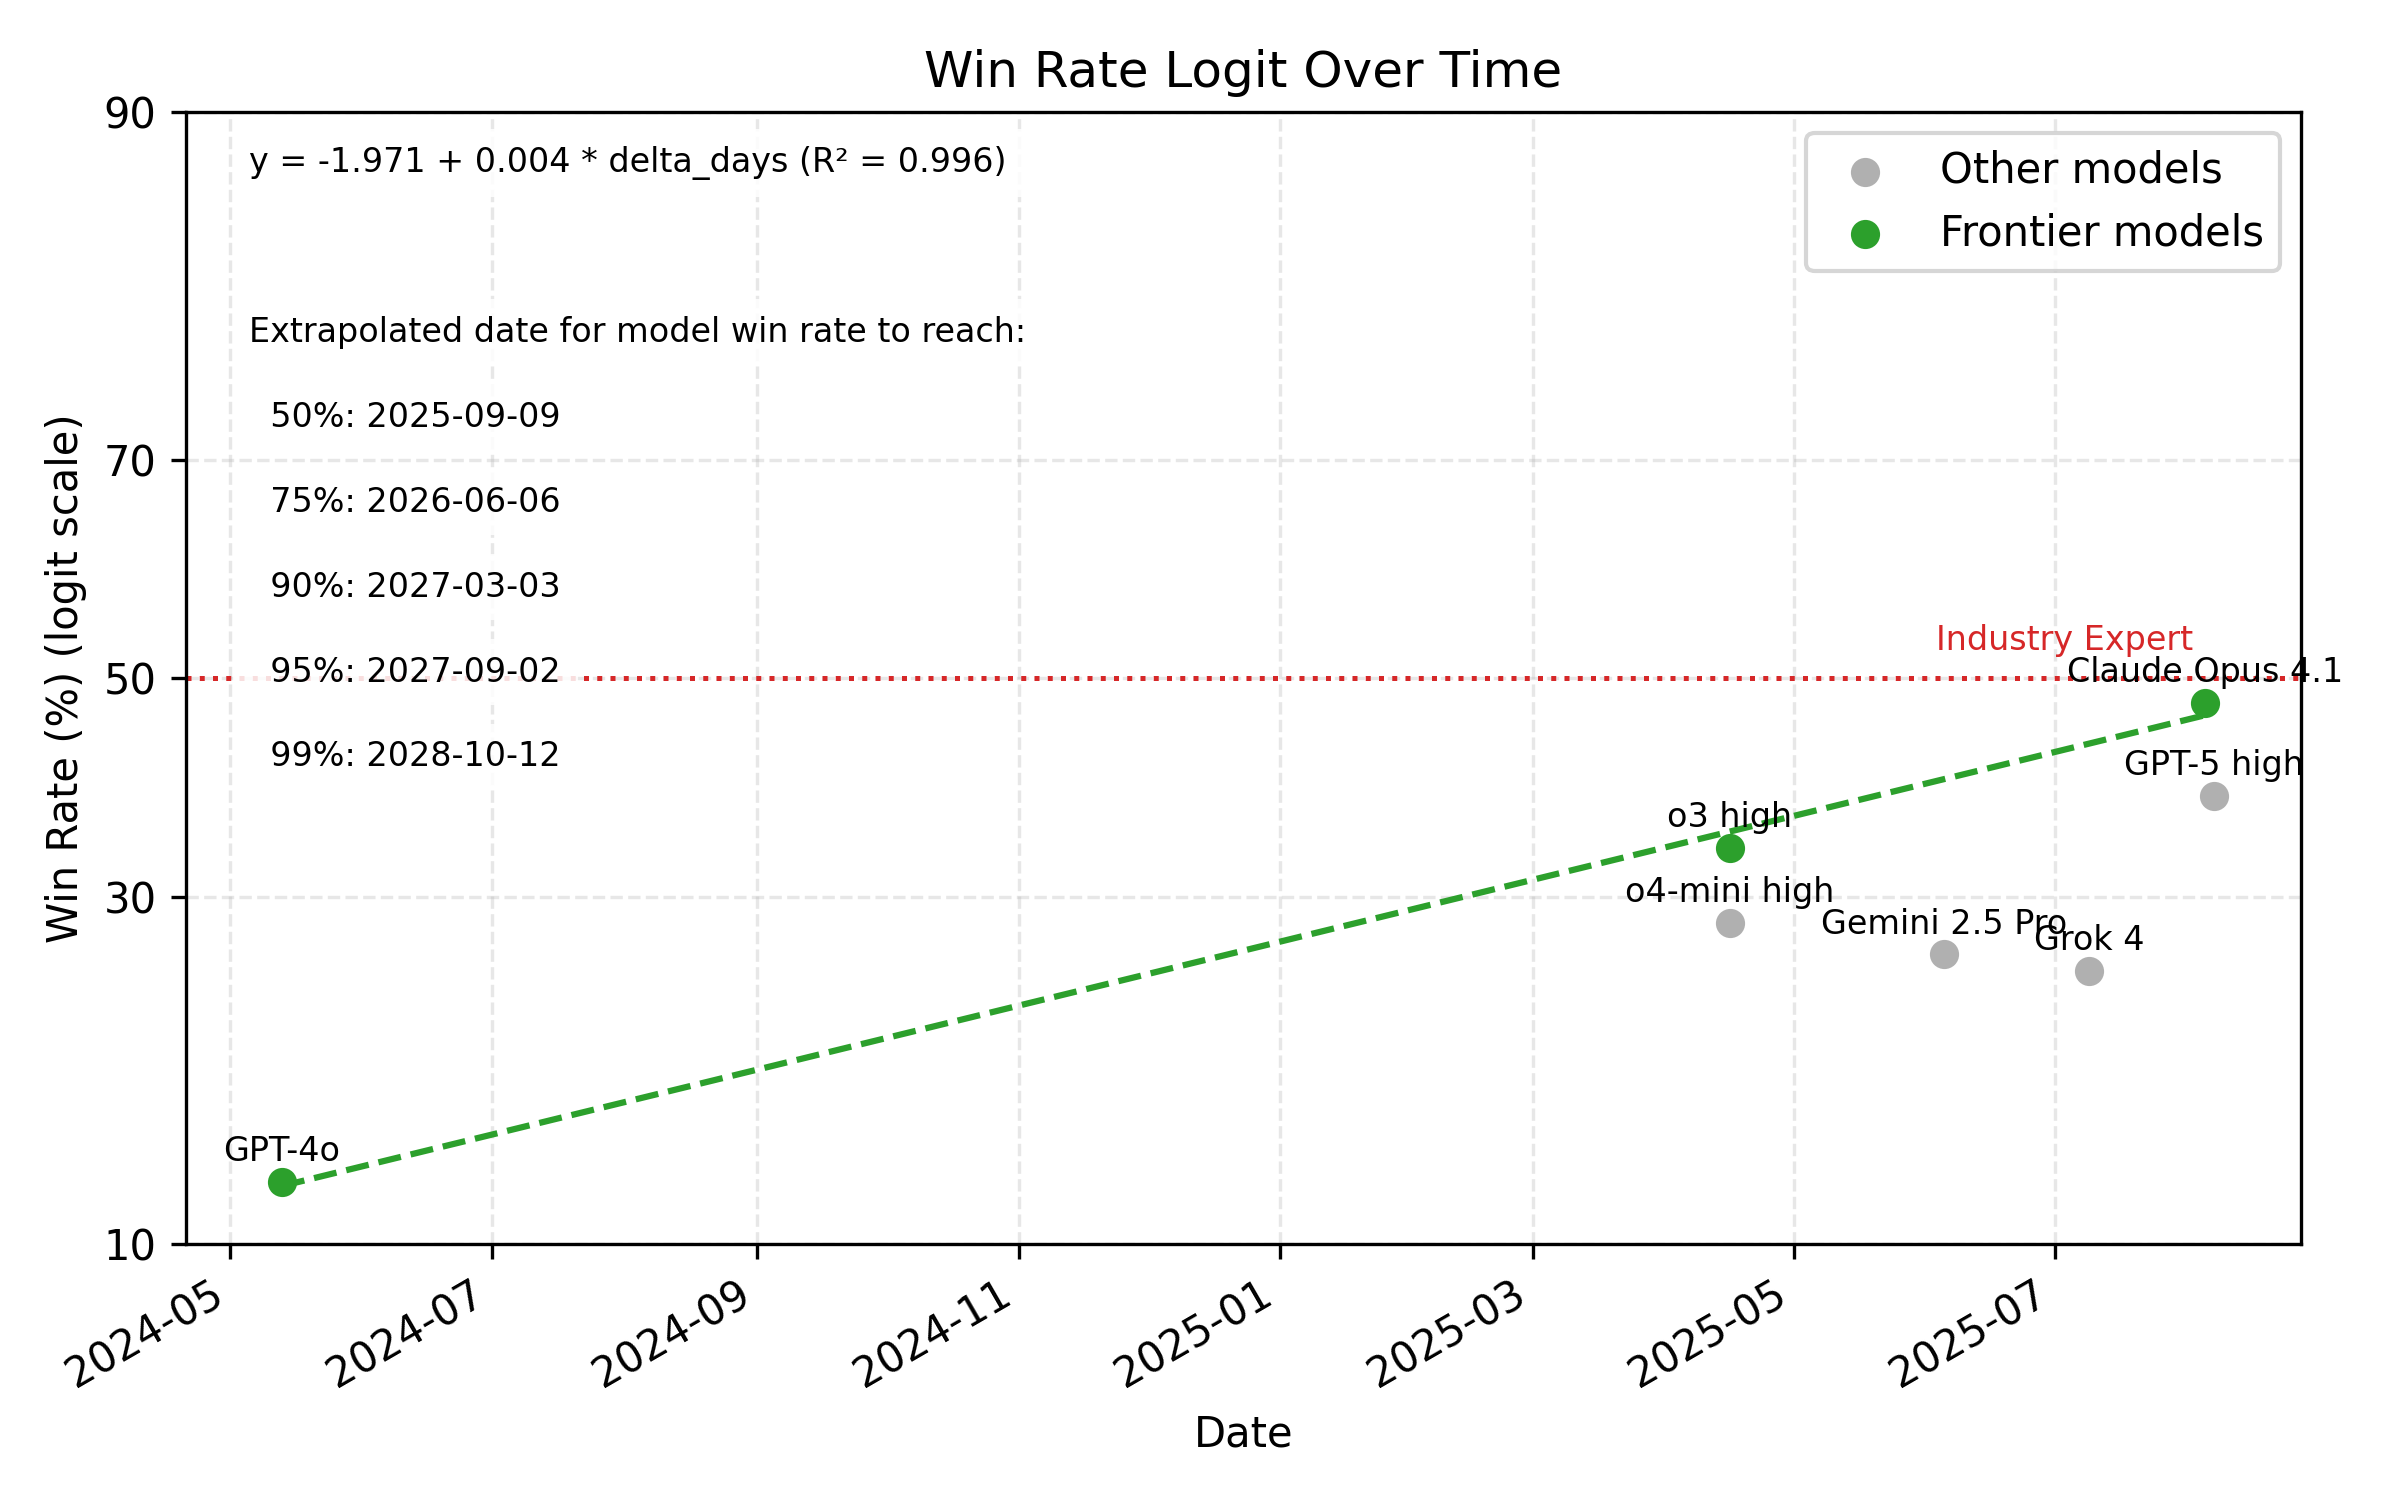 Win Rate Logit Over Time
90
y = -1.971 + 0.004 * delta_days (R² = 0.996)
Other models
Frontier models
Extrapolated date for model win rate to reach:
50%: 2025-09-09
70
75%: 2026-06-06
90%: 2027-03-03
Industry Expert
95%: 2027-09-02
Claude Opus 4.1
50
99%: 2028-10-12
GPT-5 high
o3 high
o4-mini high
30
Gemini 2.5 Pro
Grok 4
GPT-4o
10
Win Rate (%) (logit scale)
2024-05
2024-07
2024-09
2024-11
2025-01
2025-03
2025-05
2025-07
Date